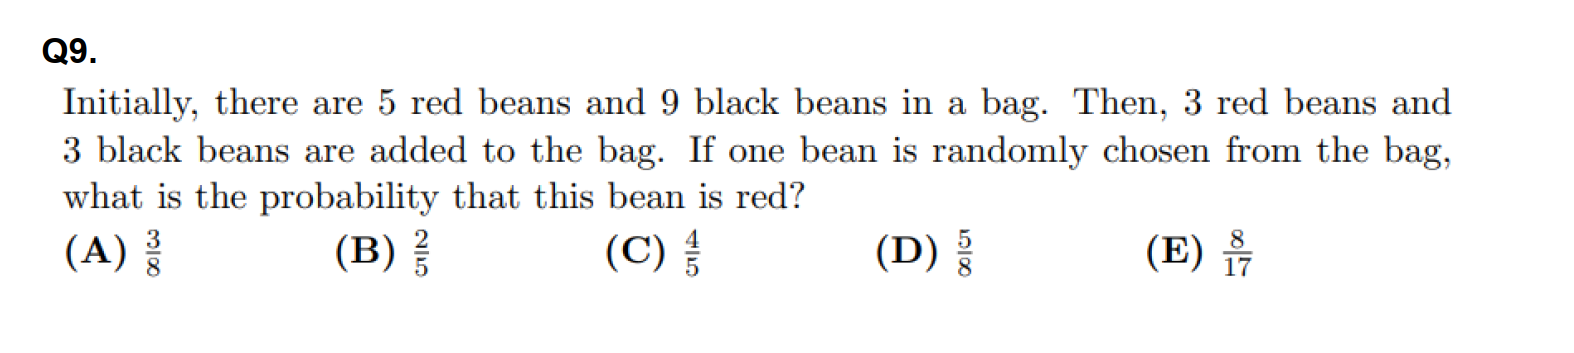 Q9.
Initially, there are 5 red beans and 9 black beans in a bag. Then, 3 red beans and
3 black beans are added to the bag. If one bean is randomly chosen from the bag,
what is the probability that this bean is red?
(A) 3/8 (B) 2/5 (C) 4/5 (D) 5/8 (E) 8/17